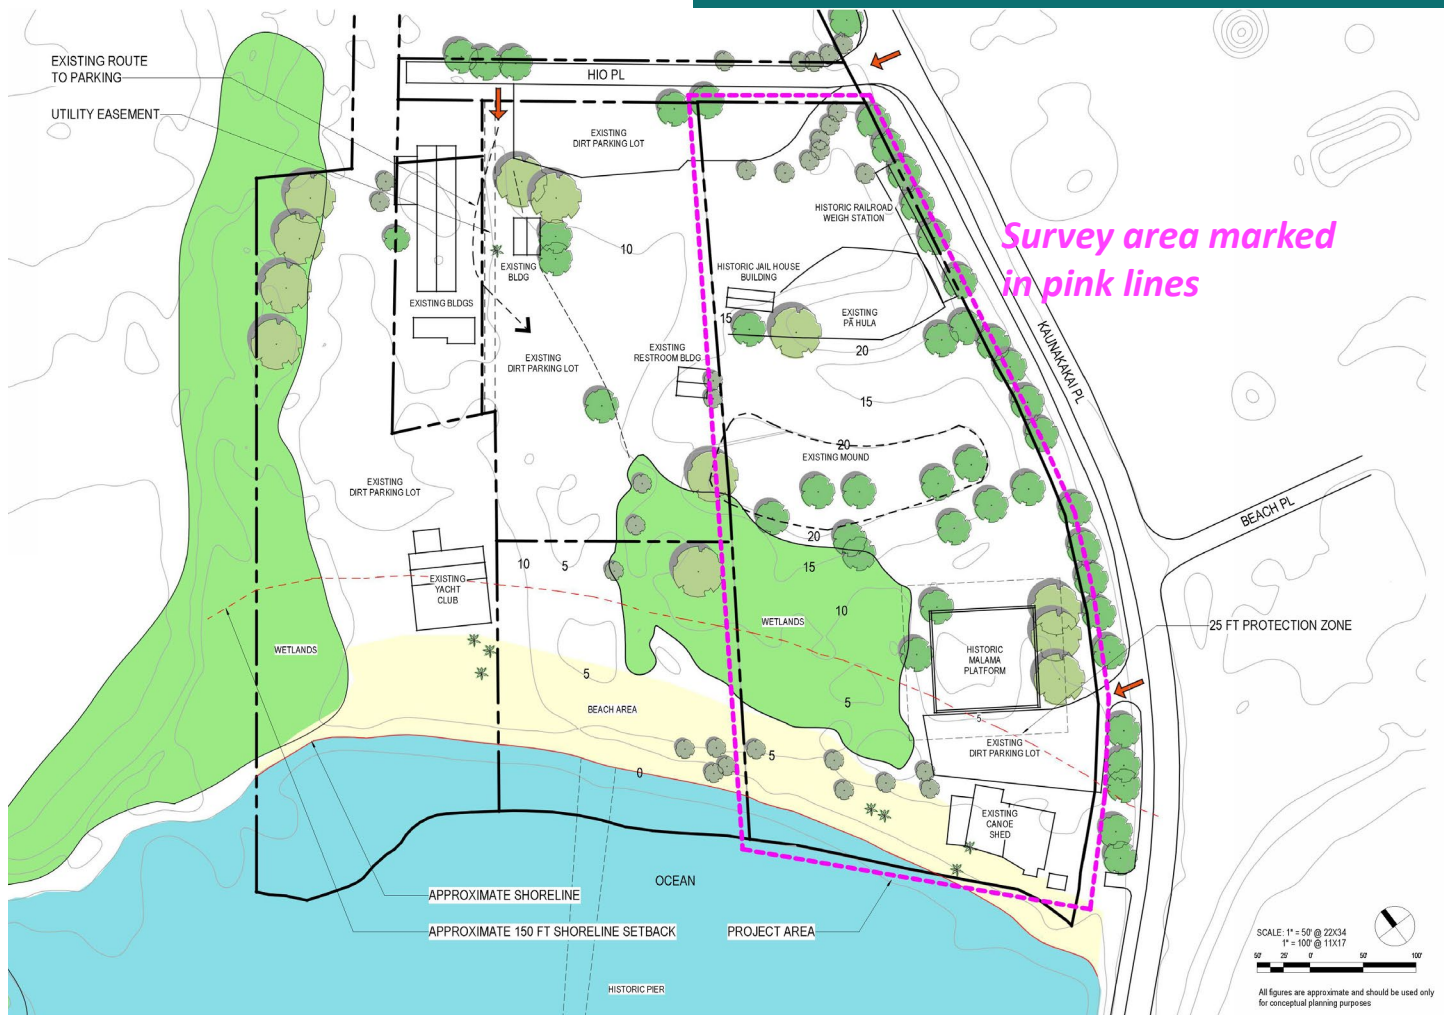 EXISTING ROUTE
TO PARKING
UTILITY EASEMENT
HIO PL
EXISTING
DIRT PARKING LOT
HISTORIC RAILROAD
WEIGH STATION
Survey area marked
in pink lines
10
EXISTING
BLDG
HISTORIC JAIL HOUSE
BUILDING
EXISTING BLDGS
15
EXISTING
PĀ HULA
KAUNAKAKAI PL
EXISTING
DIRT PARKING LOT
EXISTING
RESTROOM BLDG
20
15
20
EXISTING MOUND
EXISTING
DIRT PARKING LOT
BEACH PL
20
10
5
15
EXISTING
YACHT
CLUB
10
WETLANDS
25 FT PROTECTION ZONE
WETLANDS
HISTORIC
MALAMA
PLATFORM
5
5
BEACH AREA
5
EXISTING
DIRT PARKING LOT
5
0
EXISTING
CANOE
SHED
OCEAN
APPROXIMATE SHORELINE
APPROXIMATE 150 FT SHORELINE SETBACK
PROJECT AREA
HISTORIC PIER
SCALE: 1" = 50' @ 22X34
1" = 100' @ 11X17
50' 25' 0' 50' 100'
All figures are approximate and should be used only
for conceptual planning purposes